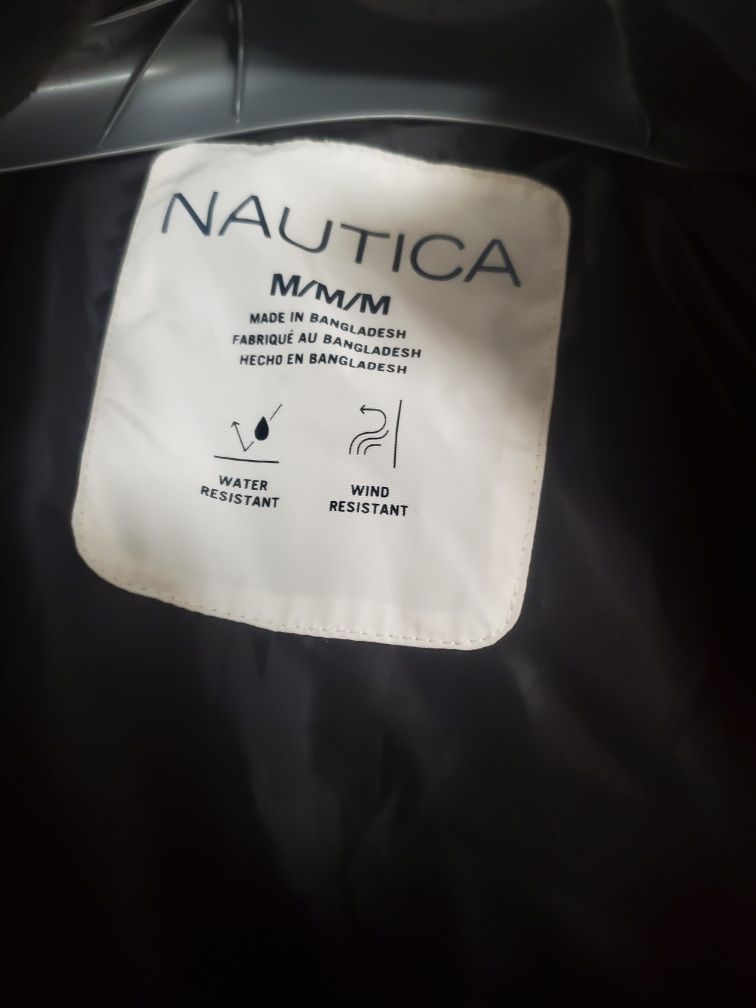 NAUTICA
M/M/M
MADE IN BANGLADESH
FABRIQUÉ AU BANGLADESH
HECHO EN BANGLADESH
WATER
RESISTANT
WIND
RESISTANT